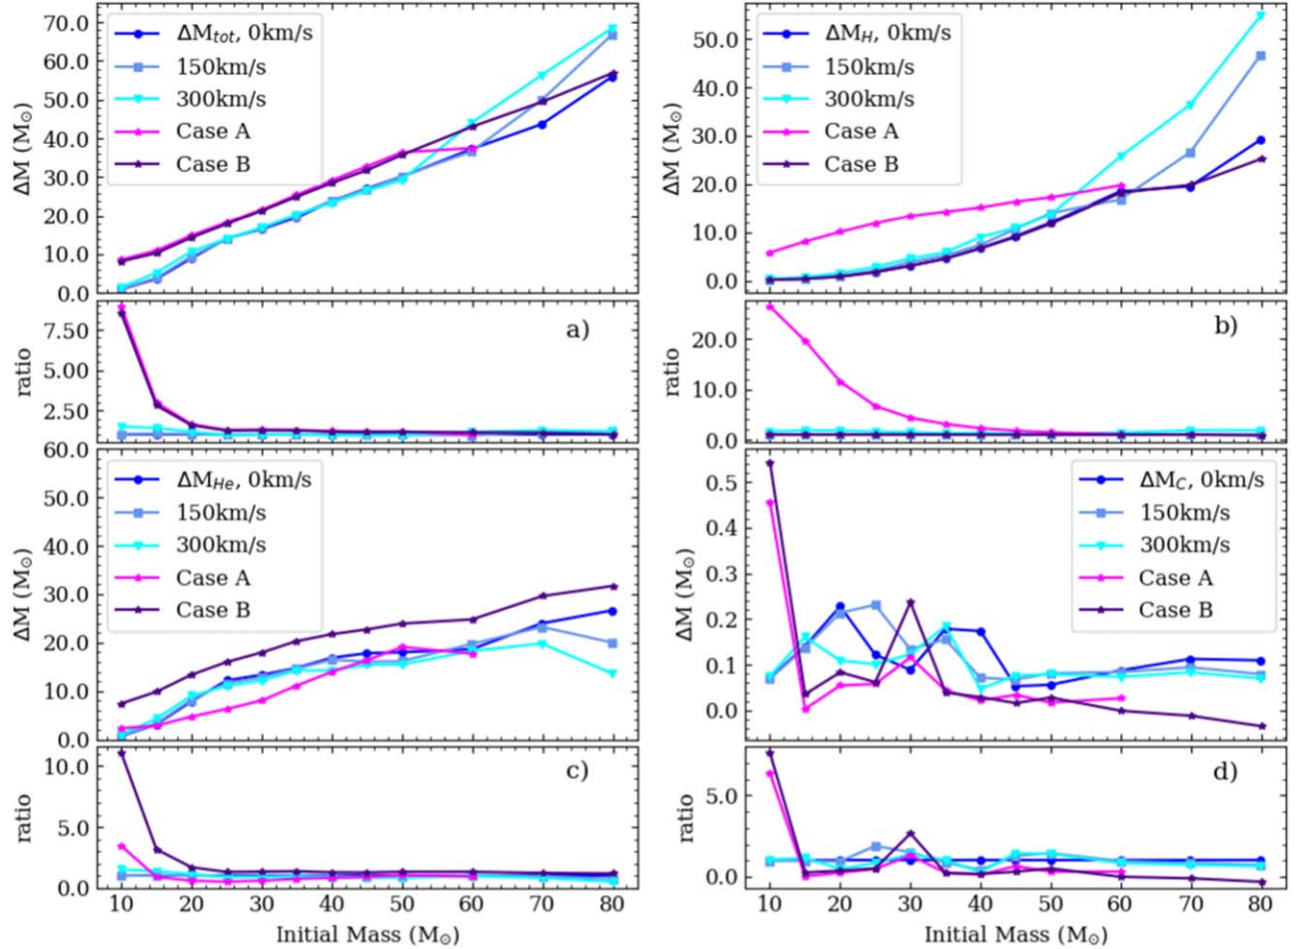 70.0
60.0
50.0
40.0
30.0
20.0
10.0
0.0
ΔM (M⊙)
ΔM_tot, 0km/s
150km/s
300km/s
Case A
Case B
7.50
5.00
2.50
ratio
a)
50.0
40.0
30.0
20.0
10.0
0.0
ΔM (M⊙)
ΔM_H, 0km/s
150km/s
300km/s
Case A
Case B
20.0
10.0
0.0
ratio
b)
60.0
50.0
40.0
30.0
20.0
10.0
0.0
ΔM (M⊙)
ΔM_He, 0km/s
150km/s
300km/s
Case A
Case B
10.0
5.0
0.0
ratio
c)
10 20 30 40 50 60 70 80
Initial Mass (M⊙)
0.5
0.4
0.3
0.2
0.1
0.0
ΔM (M⊙)
ΔM_C, 0km/s
150km/s
300km/s
Case A
Case B
5.0
0.0
ratio
d)
10 20 30 40 50 60 70 80
Initial Mass (M⊙)